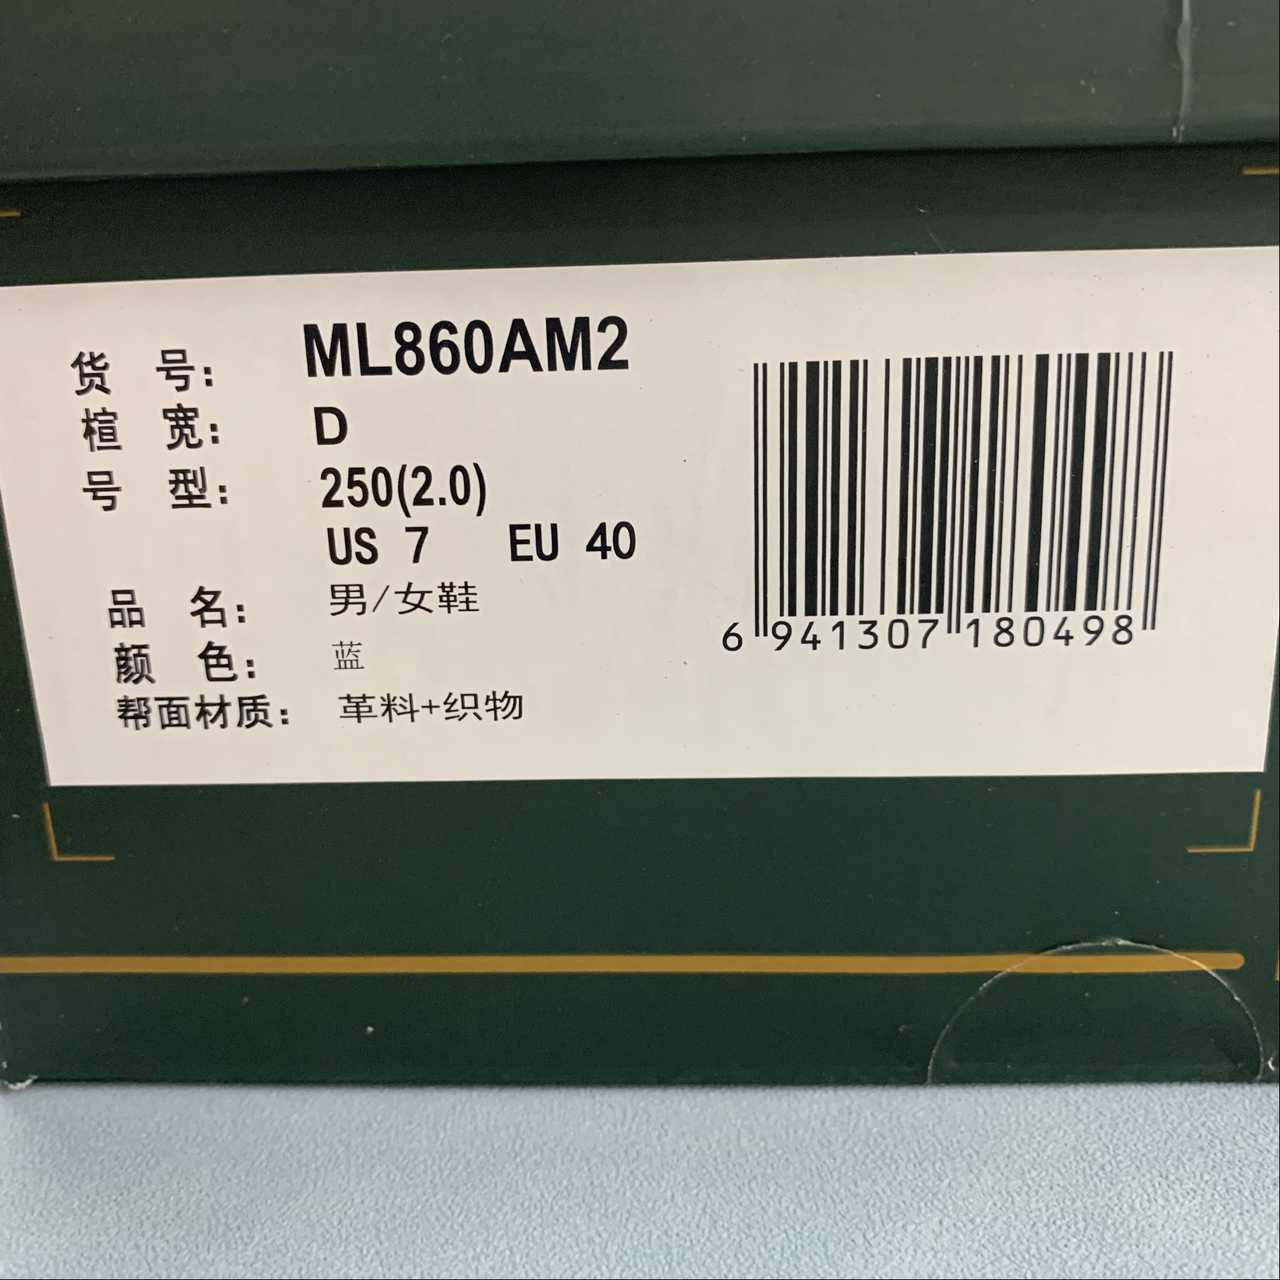 货 号: ML860AM2
楦 宽: D
号 型: 250(2.0)
US 7 EU 40
品 名: 男/女鞋
颜 色: 蓝
帮面材质: 革料+织物
6 941307 180498